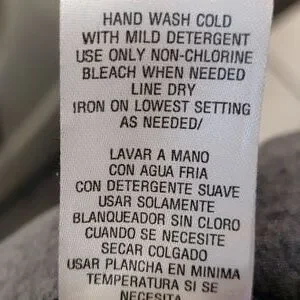 HAND WASH COLD
WITH MILD DETERGENT
USE ONLY NON-CHLORINE
BLEACH WHEN NEEDED
LINE DRY
IRON ON LOWEST SETTING
AS NEEDED/
LAVAR A MANO
CON AGUA FRIA
CON DETERGENTE SUAVE
USAR SOLAMENTE
BLANQUEADOR SIN CLORO
CUANDO SE NECESITE
SECAR COLGADO
USAR PLANCHA EN MINIMA
TEMPERATURA SI SE
NECESITA